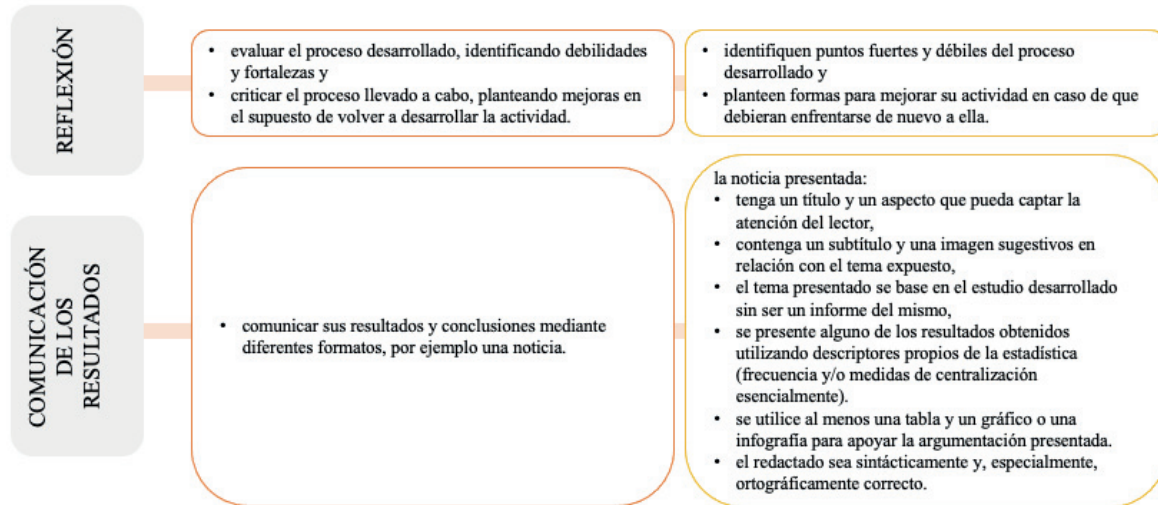 REFLEXIÓN
• evaluar el proceso desarrollado, identificando debilidades
y fortalezas y
• criticar el proceso llevado a cabo, planteando mejoras en
el supuesto de volver a desarrollar la actividad.
• identifiquen puntos fuertes y débiles del proceso
desarrollado y
• planteen formas para mejorar su actividad en caso de que
debieran enfrentarse de nuevo a ella.
COMUNICACIÓN
DE LOS
RESULTADOS
• comunicar sus resultados y conclusiones mediante
diferentes formatos, por ejemplo una noticia.
la noticia presentada:
• tenga un título y un aspecto que pueda captar la
atención del lector,
• contenga un subtítulo y una imagen sugestivos en
relación con el tema expuesto,
• el tema presentado se base en el estudio desarrollado
sin ser un informe del mismo,
• se presente alguno de los resultados obtenidos
utilizando descriptores propios de la estadística
(frecuencia y/o medidas de centralización
esencialmente).
• se utilice al menos una tabla y un gráfico o una
infografía para apoyar la argumentación presentada.
• el redactado sea sintácticamente y, especialmente,
ortográficamente correcto.